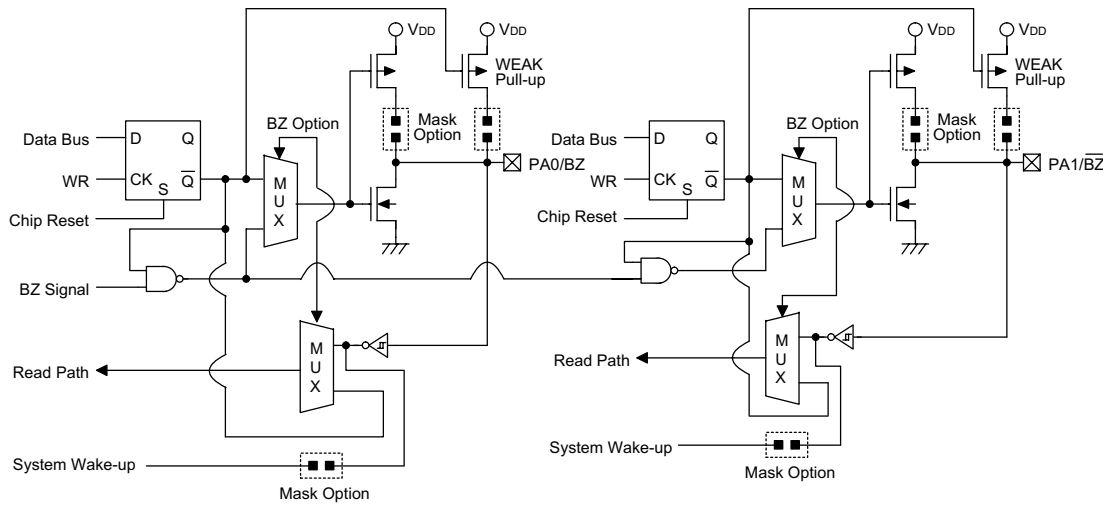 VDD
VDD
WEAK
Pull-up
Mask
Option
BZ Option
Data Bus
D
Q
PA0/BZ
WR
CK
Q̅
S
M
U
X
Chip Reset
BZ Signal
M
U
X
Read Path
System Wake-up
Mask Option
VDD
VDD
WEAK
Pull-up
Mask
Option
BZ Option
Data Bus
D
Q
PA1/B̅Z̅
WR
CK
Q̅
S
M
U
X
Chip Reset
M
U
X
Read Path
System Wake-up
Mask Option